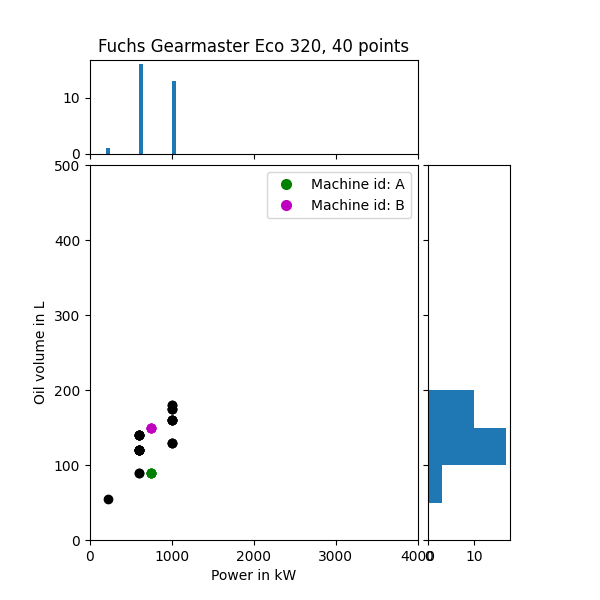 Fuchs Gearmaster Eco 320, 40 points
10
0
500
400
300
200
100
0
Oil volume in L
Machine id: A
Machine id: B
0 1000 2000 3000 4000
0 10
Power in kW